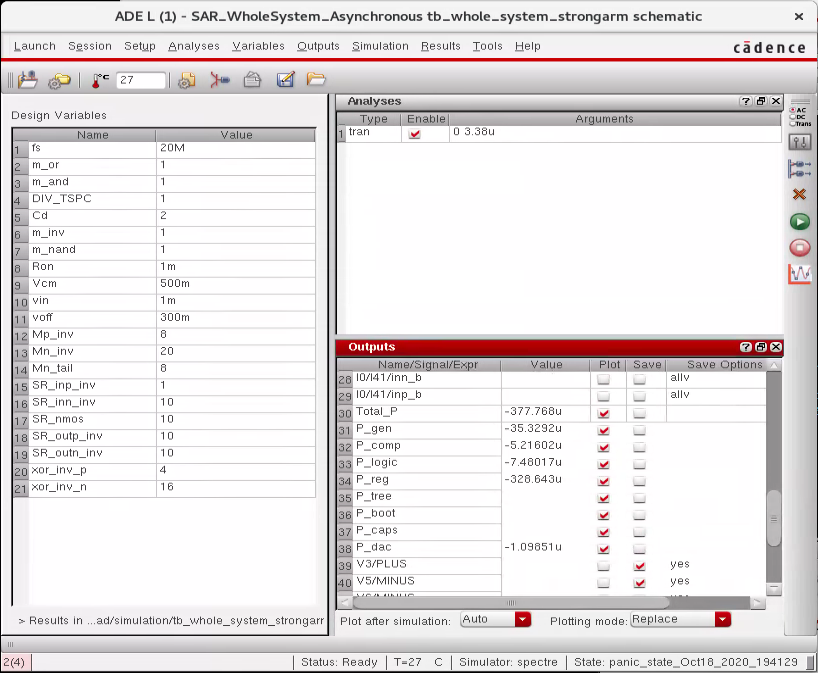 ADE L (1) - SAR_WholeSystem_Asynchronous tb_whole_system_strongarm schematic
Launch Session Setup Analyses Variables Outputs Simulation Results Tools Help
cādence
°C 27
Design Variables
Name Value
1 fs 20M
2 m_or 1
3 m_and 1
4 DIV_TSPC 1
5 Cd 2
6 m_inv 1
7 m_nand 1
8 Ron 1m
9 Vcm 500m
10 vin 1m
11 voff 300m
12 Mp_inv 8
13 Mn_inv 20
14 Mn_tail 8
15 SR_inp_inv 1
16 SR_inn_inv 10
17 SR_nmos 10
18 SR_outp_inv 10
19 SR_outn_inv 10
20 xor_inv_p 4
21 xor_inv_n 16
> Results in ...ad/simulation/tb_whole_system_strongarr
Analyses
Type Enable Arguments
1 tran 0 3.38u
AC
DC
Trans
Outputs
Name/Signal/Expr Value Plot Save Save Options
28 I0/I41/inn_b allv
29 I0/I41/inp_b allv
30 Total_P -377.768u
31 P_gen -35.3292u
32 P_comp -5.21602u
33 P_logic -7.48017u
34 P_reg -328.643u
35 P_tree
36 P_boot
37 P_caps
38 P_dac -1.09851u
39 V3/PLUS yes
40 V5/MINUS yes
Plot after simulation: Auto Plotting mode: Replace
2(4) Status: Ready T=27 C Simulator: spectre State: panic_state_Oct18_2020_194129